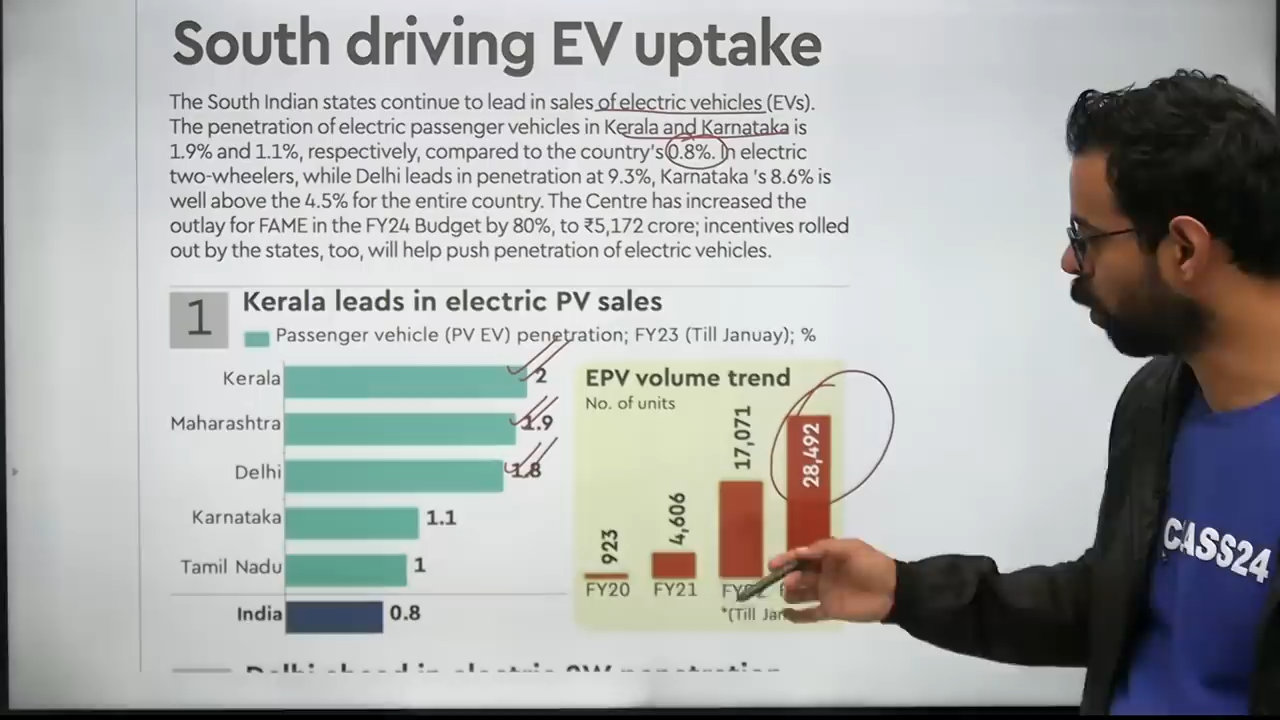 South driving EV uptake
The South Indian states continue to lead in sales of electric vehicles (EVs).
The penetration of electric passenger vehicles in Kerala and Karnataka is
1.9% and 1.1%, respectively, compared to the country's 0.8%. In electric
two-wheelers, while Delhi leads in penetration at 9.3%, Karnataka 's 8.6% is
well above the 4.5% for the entire country. The Centre has increased the
outlay for FAME in the FY24 Budget by 80%, to ₹5,172 crore; incentives rolled
out by the states, too, will help push penetration of electric vehicles.
1
Kerala leads in electric PV sales
Passenger vehicle (PV EV) penetration; FY23 (Till Januay); %
Kerala 2
Maharashtra 1.9
Delhi 1.8
Karnataka 1.1
Tamil Nadu 1
India 0.8
EPV volume trend
No. of units
923
4,606
17,071
28,492
FY20 FY21
*(Till
CLASS24